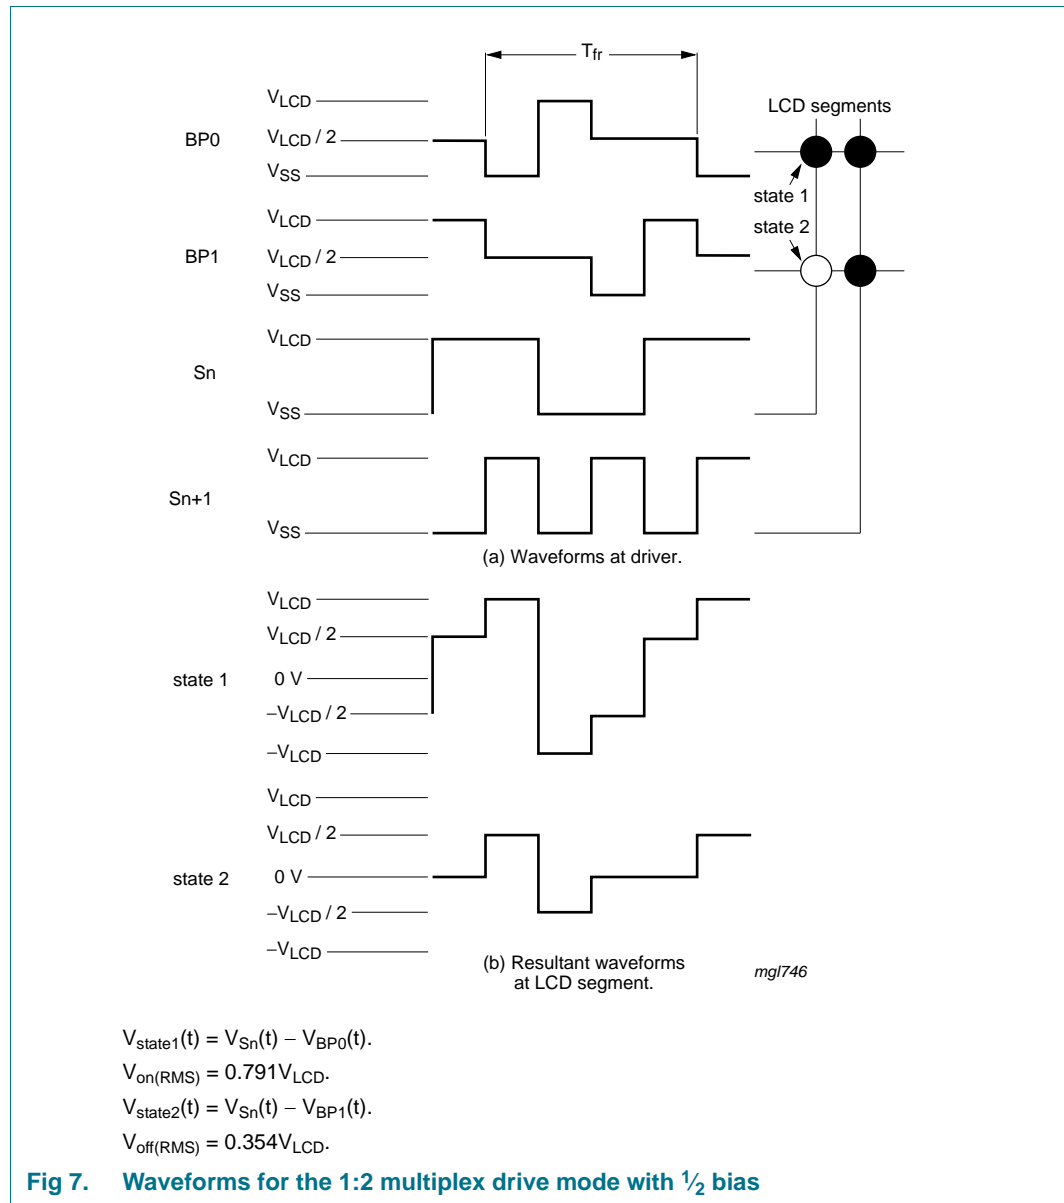 Tfr
VLCD
BP0
VLCD / 2
VSS
LCD segments
state 1
state 2
VLCD
BP1
VLCD / 2
VSS
VLCD
Sn
VSS
VLCD
Sn+1
VSS
(a) Waveforms at driver.
VLCD
VLCD / 2
state 1
0 V
−VLCD / 2
−VLCD
VLCD
VLCD / 2
state 2
0 V
−VLCD / 2
−VLCD
(b) Resultant waveforms
at LCD segment.
mgl746
Vstate1(t) = VSn(t) − VBP0(t).
Von(RMS) = 0.791VLCD.
Vstate2(t) = VSn(t) − VBP1(t).
Voff(RMS) = 0.354VLCD.
Fig 7. Waveforms for the 1:2 multiplex drive mode with 1⁄2 bias